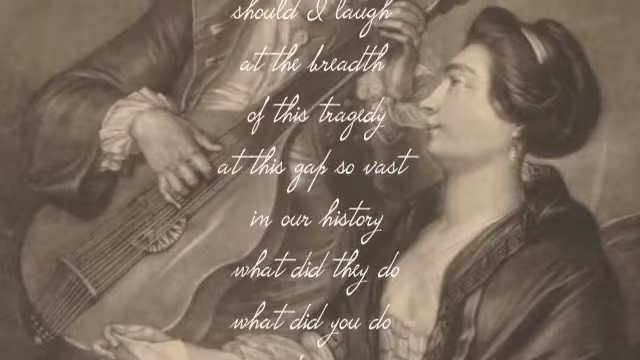 should I laugh
at the breadth
of this tragedy
at this gap so vast
in our history
what did they do
what did you do